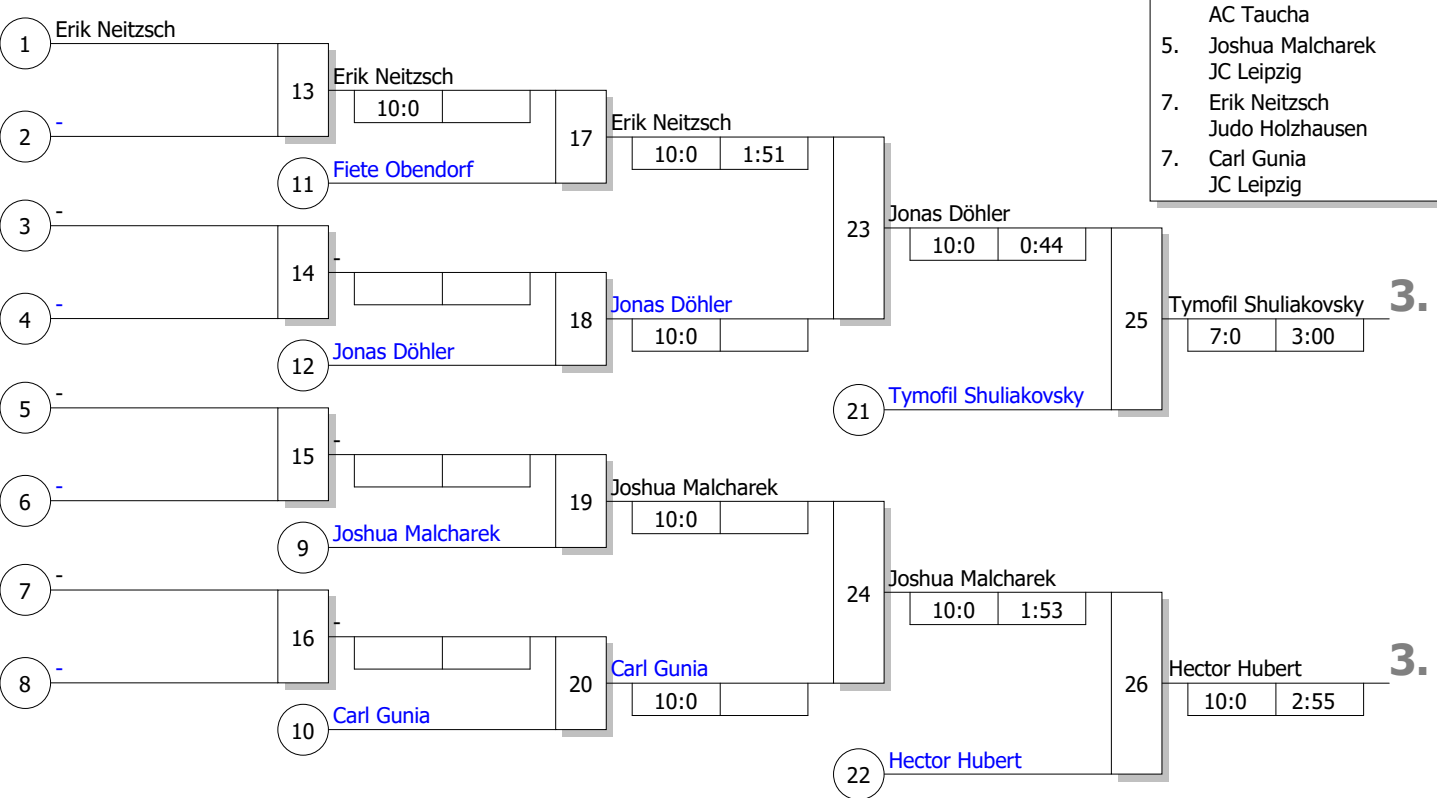 AC Taucha
5. Joshua Malcharek
JC Leipzig
7. Erik Neitzsch
Judo Holzhausen
7. Carl Gunia
JC Leipzig
1 Erik Neitzsch
13 Erik Neitzsch
10:0
2 -
17 Erik Neitzsch
10:0 1:51
11 Fiete Obendorf
3 -
14 -
4 -
18 Jonas Döhler
10:0
12 Jonas Döhler
23 Jonas Döhler
10:0 0:44
25 Tymofil Shuliakovsky 3.
7:0 3:00
21 Tymofil Shuliakovsky
5 -
15 -
6 -
19 Joshua Malcharek
10:0
9 Joshua Malcharek
7 -
16 -
8 -
20 Carl Gunia
10:0
10 Carl Gunia
24 Joshua Malcharek
10:0 1:53
26 Hector Hubert 3.
10:0 2:55
22 Hector Hubert